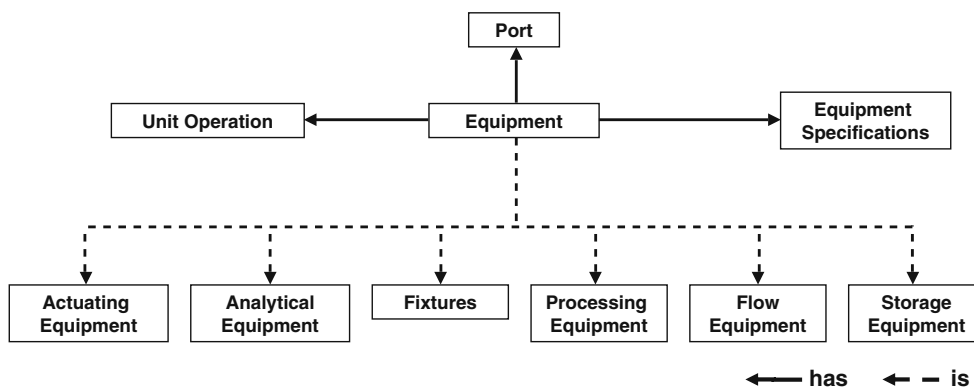 Port
Unit Operation
Equipment
Equipment
Specifications
Actuating
Equipment
Analytical
Equipment
Fixtures
Processing
Equipment
Flow
Equipment
Storage
Equipment
has
is